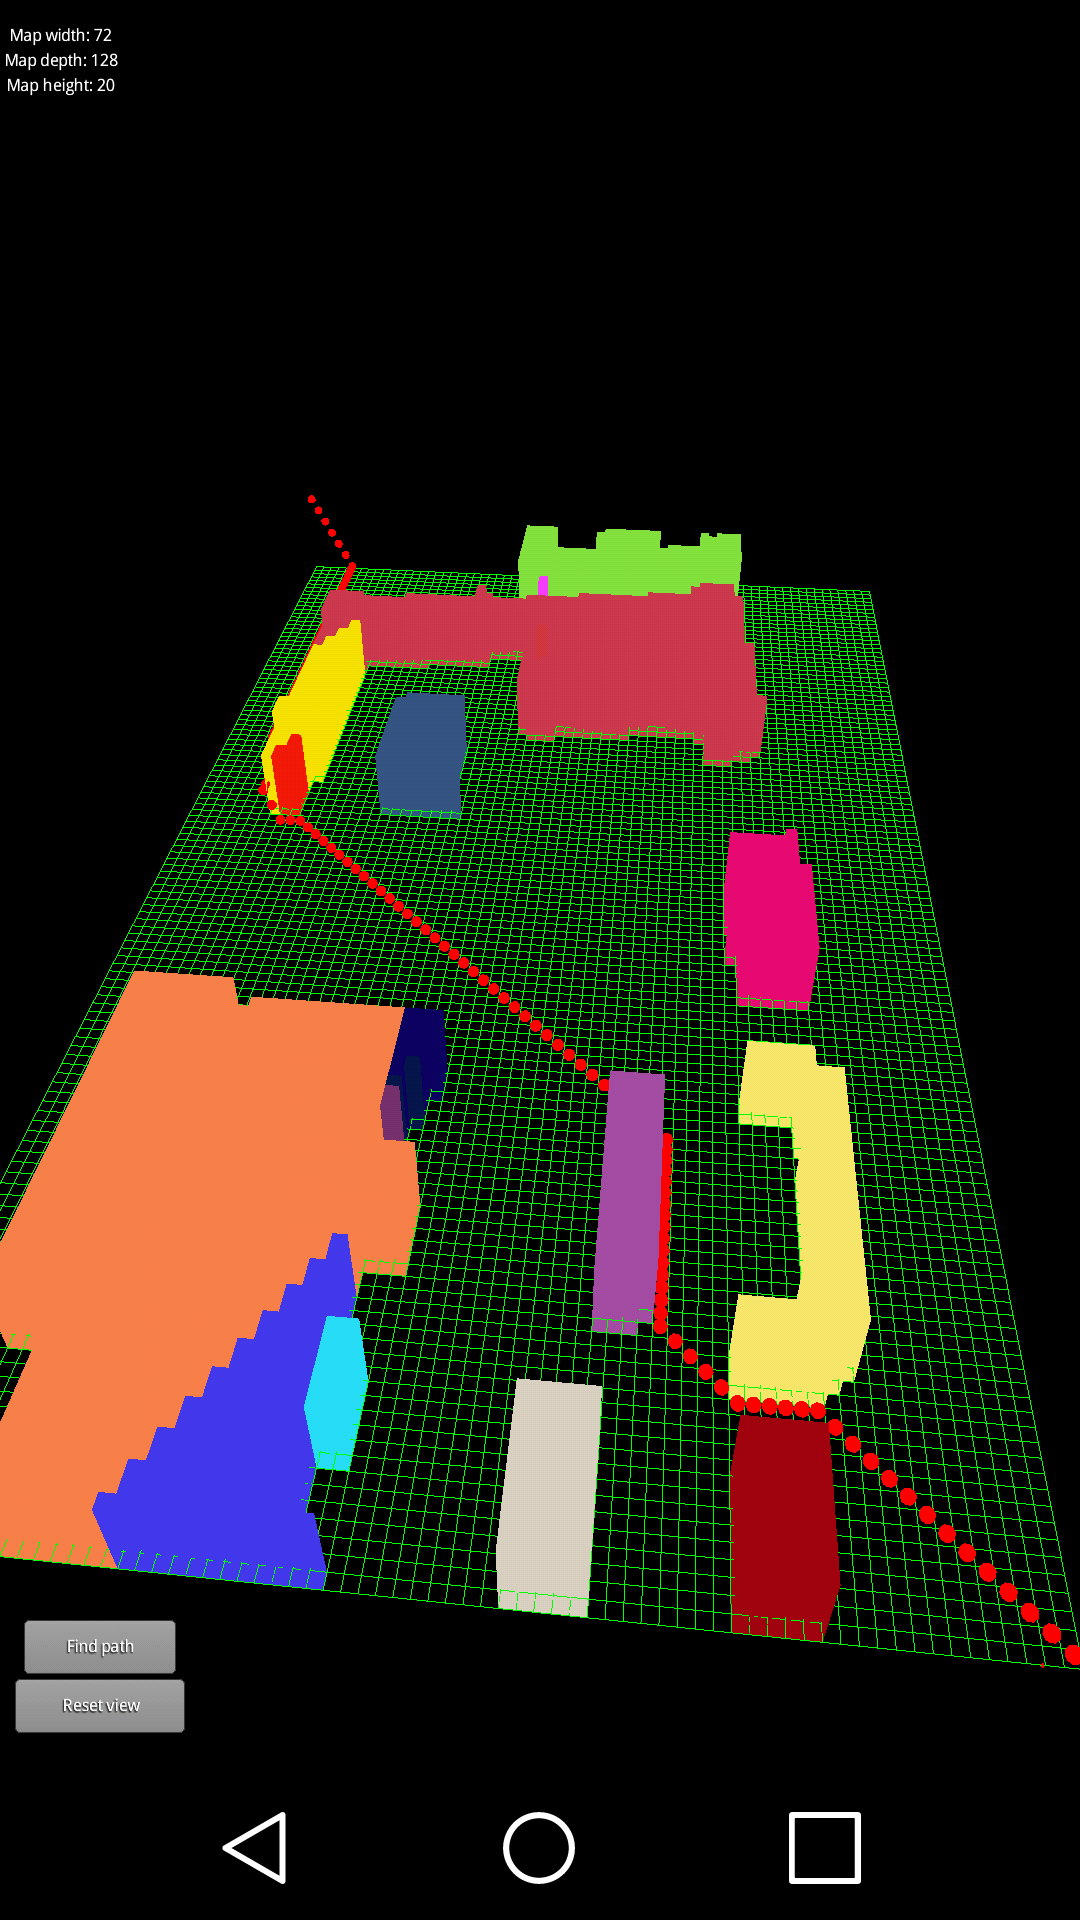 Map width: 72
Map depth: 128
Map height: 20
Find path
Reset view